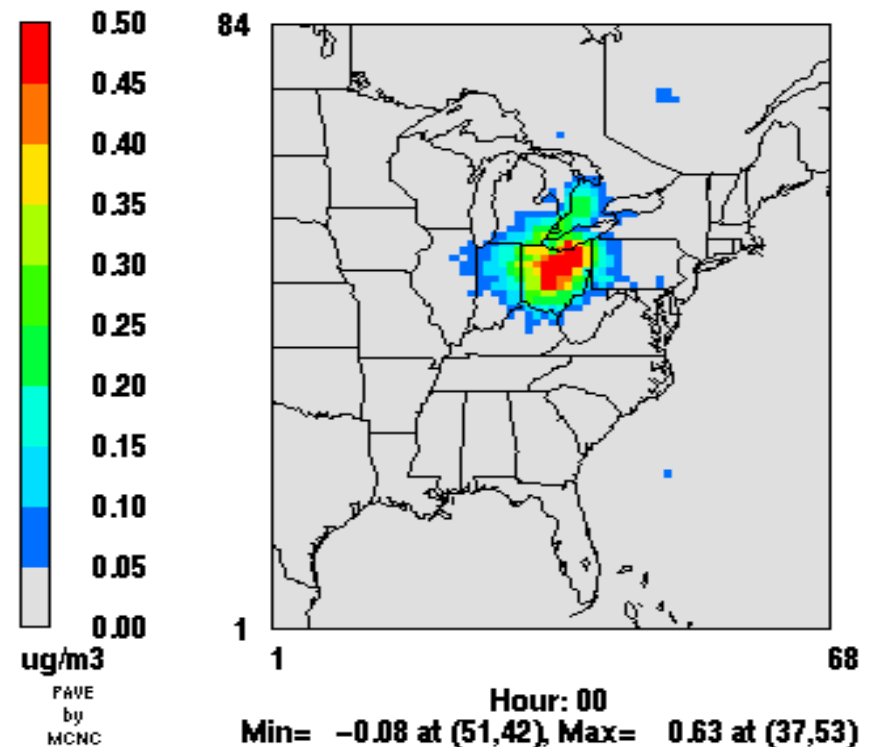 0.50
0.45
0.40
0.35
0.30
0.25
0.20
0.15
0.10
0.05
0.00
ug/m3
PAVE
by
MCNC
84
1
1
68
Hour: 00
Min= −0.08 at (51,42), Max= 0.63 at (37,53)